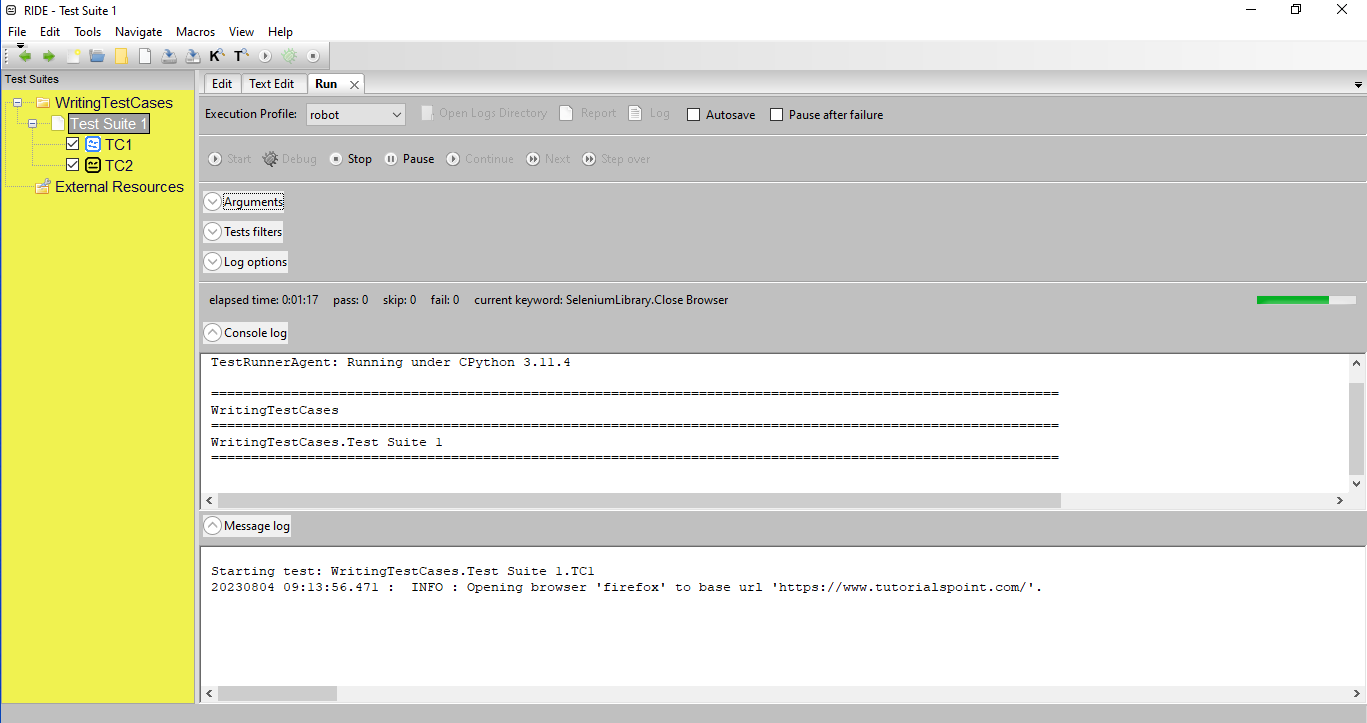 RIDE - Test Suite 1
File Edit Tools Navigate Macros View Help
K T
Test Suites
WritingTestCases
Test Suite 1
TC1
TC2
External Resources
Edit Text Edit Run
Execution Profile: robot Open Logs Directory Report Log Autosave Pause after failure
Start Debug Stop Pause Continue Next Step over
Arguments
Tests filters
Log options
elapsed time: 0:01:17 pass: 0 skip: 0 fail: 0 current keyword: SeleniumLibrary.Close Browser
Console log
TestRunnerAgent: Running under CPython 3.11.4
==========================================================================================================
WritingTestCases
==========================================================================================================
WritingTestCases.Test Suite 1
==========================================================================================================
Message log
Starting test: WritingTestCases.Test Suite 1.TC1
20230804 09:13:56.471 :  INFO : Opening browser 'firefox' to base url 'https://www.tutorialspoint.com/'.